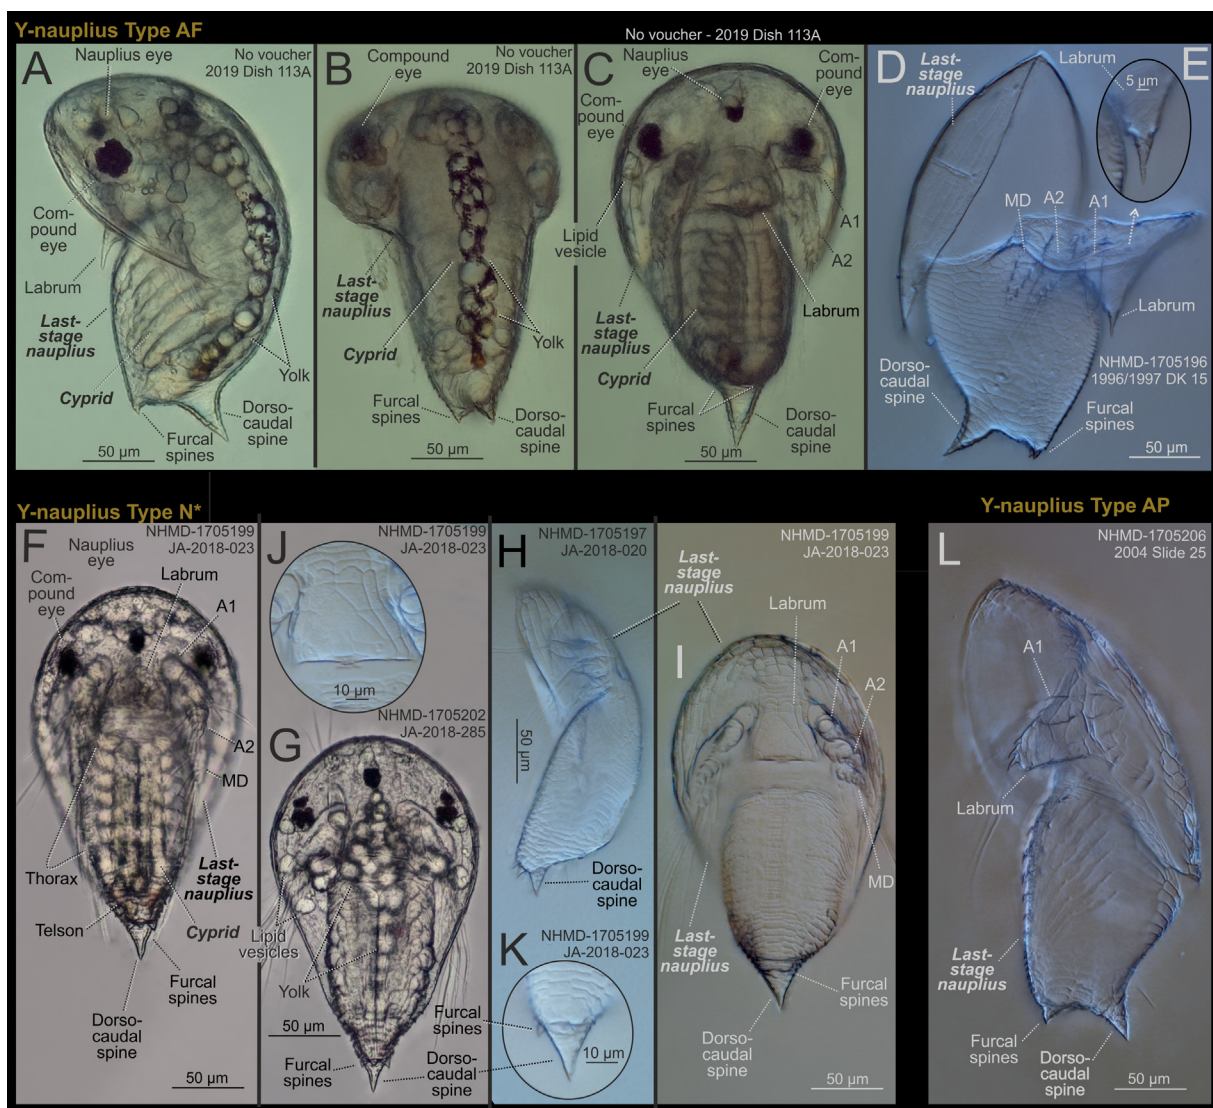 Y-nauplius Type AF
No voucher - 2019 Dish 113A
A
Nauplius eye
No voucher
2019 Dish 113A
Com-
pound
eye
Labrum
Last-
stage
nauplius
Cyprid
Yolk
Furcal
spines
Dorso-
caudal
spine
50 µm
B
Compound
eye
No voucher
2019 Dish 113A
Last-
stage
nauplius
Cyprid
Yolk
Furcal
spines
Dorso-
caudal
spine
50 µm
C
Nauplius
eye
Com-
pound
eye
Com-
pound
eye
Lipid
vesicle
A1
A2
Labrum
Last-
stage
nauplius
Cyprid
Furcal
spines
Dorso-
caudal
spine
50 µm
D
Last-
stage
nauplius
MD
A2
A1
Labrum
NHMD-1705196
1996/1997 DK 15
Dorso-
caudal
spine
Furcal
spines
50 µm
E
Labrum
5 µm
Y-nauplius Type N*
F
NHMD-1705199
JA-2018-023
Nauplius
eye
Com-
pound
eye
Labrum
A1
A2
MD
Thorax
Last-
stage
nauplius
Telson
Cyprid
Furcal
spines
Dorso-
caudal
spine
50 µm
J
NHMD-1705199
JA-2018-023
10 µm
G
NHMD-1705202
JA-2018-285
Lipid
vesicles
Yolk
50 µm
Furcal
spines
Dorso-
caudal
spine
H
NHMD-1705197
JA-2018-020
50 µm
Dorso-
caudal
spine
K
NHMD-1705199
JA-2018-023
Furcal
spines
10 µm
I
NHMD-1705199
JA-2018-023
Last-
stage
nauplius
Labrum
A1
A2
MD
Last-
stage
nauplius
Furcal
spines
Dorso-
caudal
spine
50 µm
Y-nauplius Type AP
L
NHMD-1705206
2004 Slide 25
A1
Labrum
Last-
stage
nauplius
Furcal
spines
Dorso-
caudal
spine
50 µm